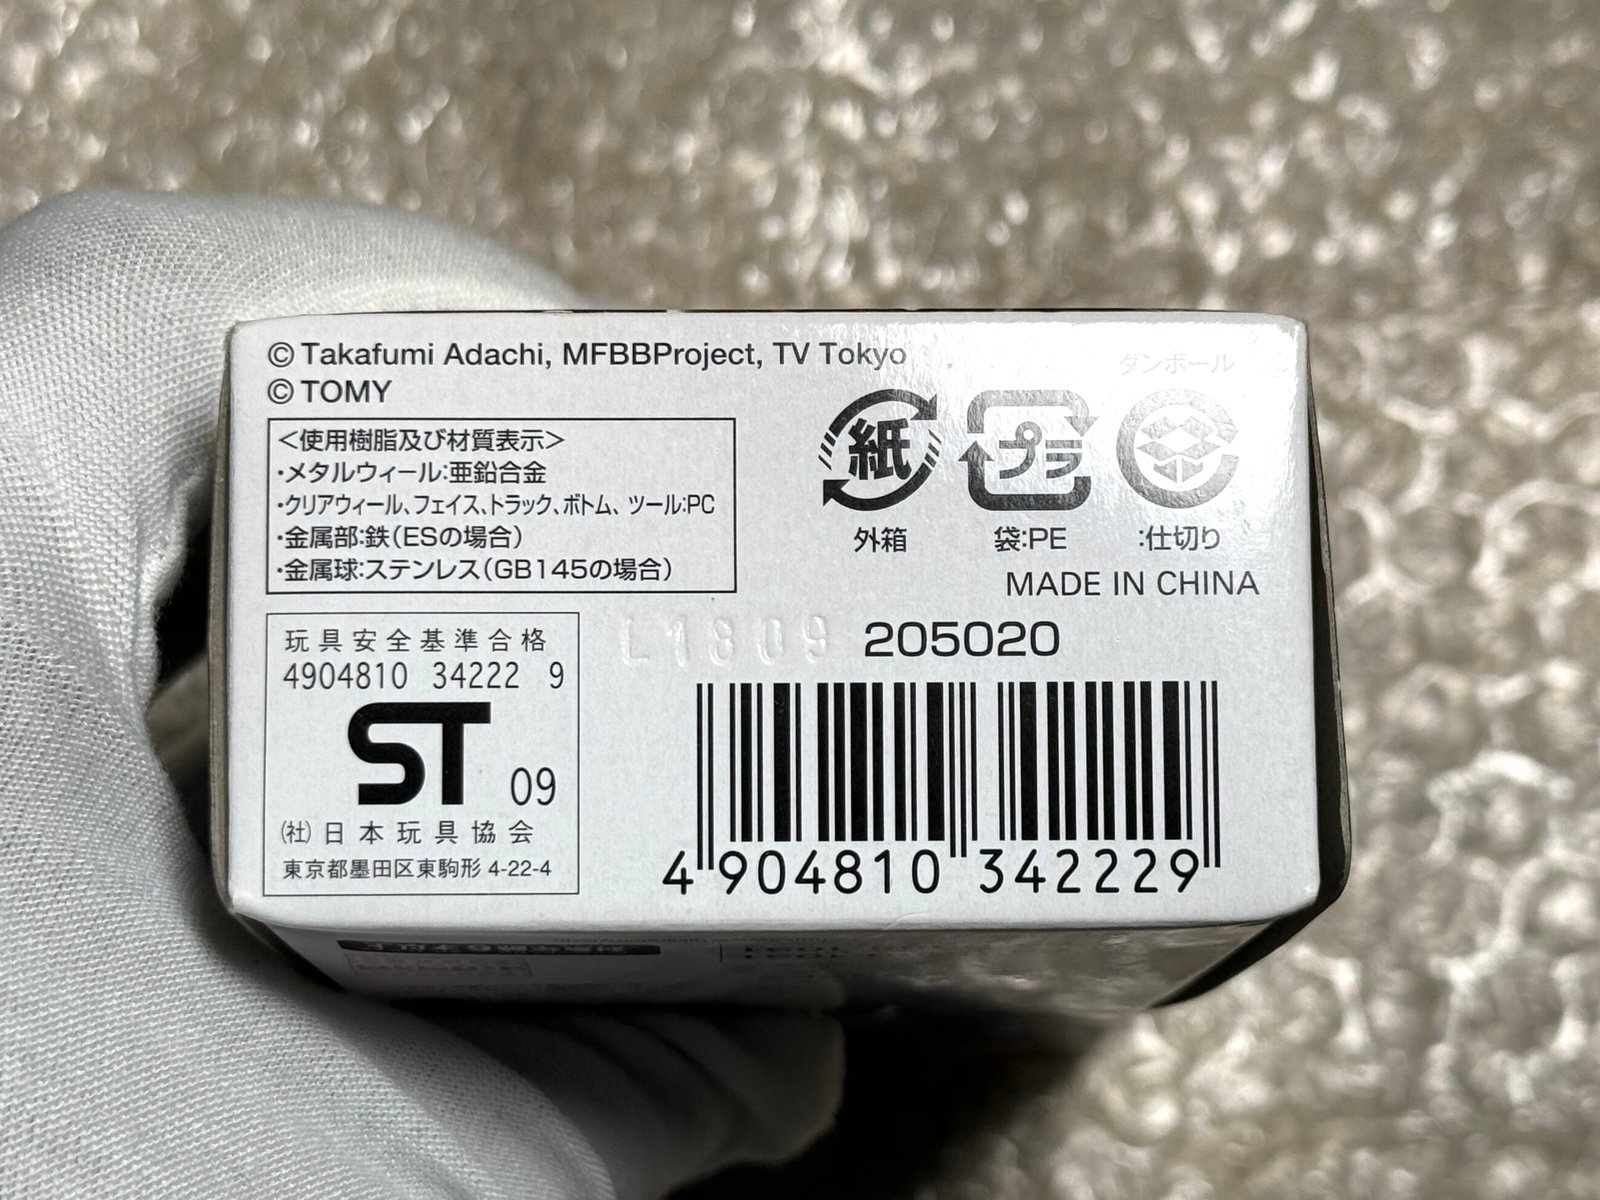 © Takafumi Adachi, MFBBProject, TV Tokyo
© TOMY
<使用樹脂及び材質表示>
・メタルウィール:亜鉛合金
・クリアウィール、フェイス、トラック、ボトム、ツール:PC
・金属部:鉄(ESの場合)
・金属球:ステンレス(GB145の場合)
ダンボール
紙
プラ
外箱
袋:PE
:仕切り
MADE IN CHINA
玩具安全基準合格
4904810 34222 9
ST 09
(社)日本玩具協会
東京都墨田区東駒形 4-22-4
205020
4 904810 342229